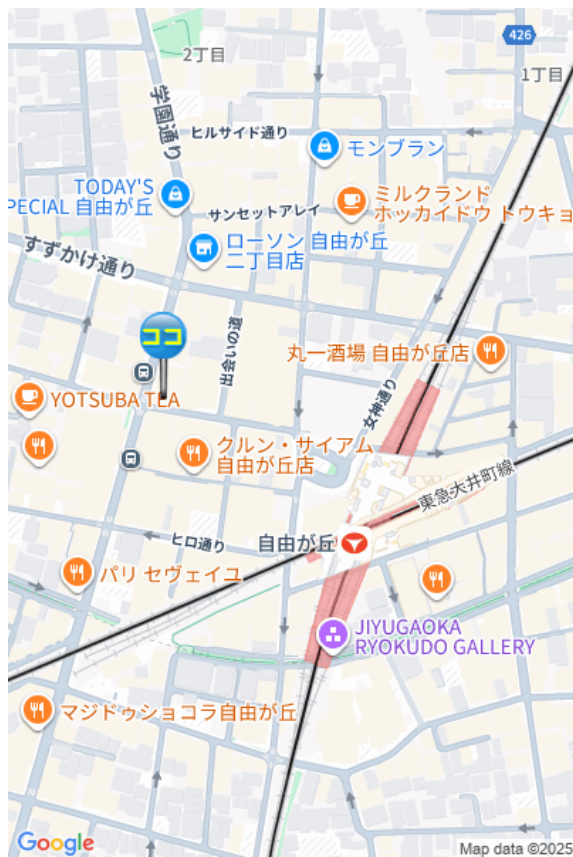 426
2丁目
1丁目
学園通り
ヒルサイド通り
モンブラン
TODAY'S
PECIAL 自由が丘
ミルクランド
ホッカイドウ トウキョ
サンセットアレイ
ローソン 自由が丘
二丁目店
すずかけ通り
ココ
出会いの道
丸一酒場 自由が丘店
女神通り
YOTSUBA TEA
クルン・サイアム
自由が丘店
東急大井町線
ヒロ通り
自由が丘
パリ セヴェイユ
JIYUGAOKA
RYOKUDO GALLERY
マジドゥショコラ自由が丘
Google
Map data ©2025